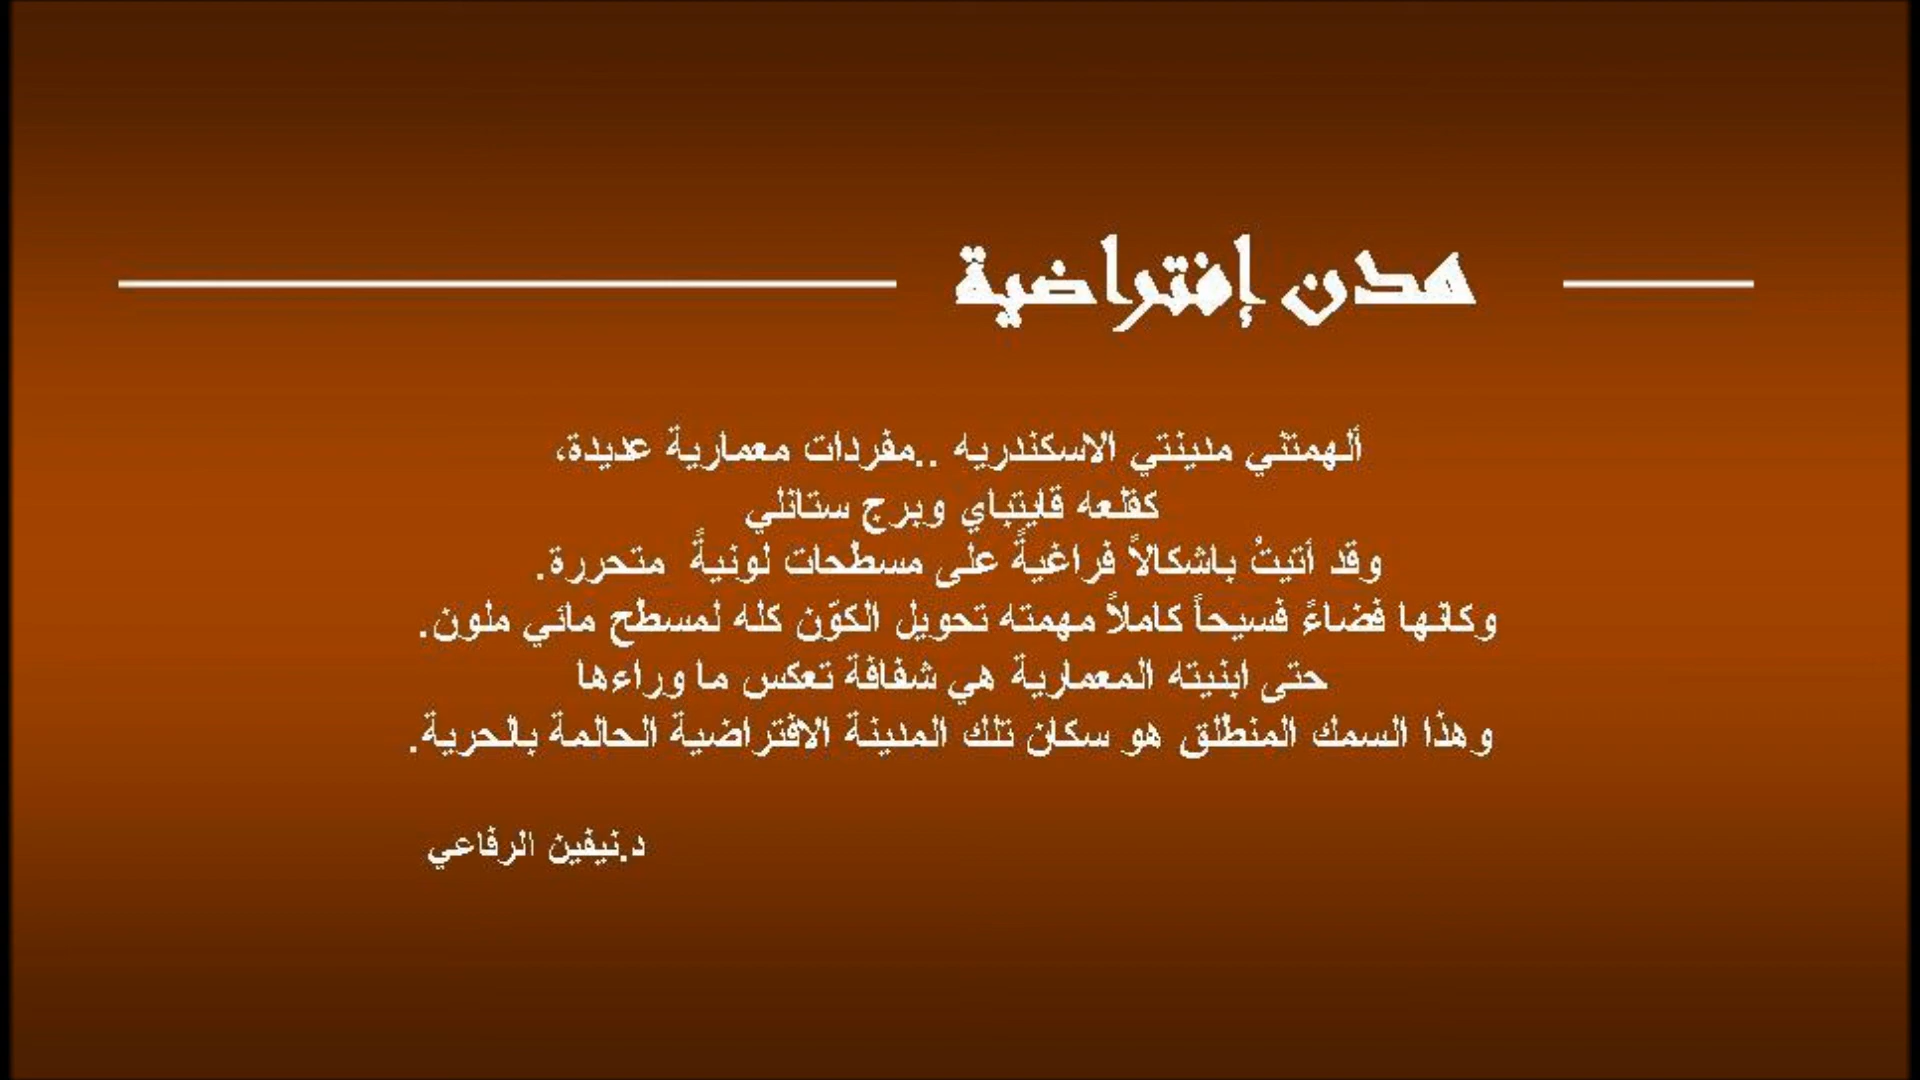 مدن إفتراضية
ألهمتني مدينتي الاسكندريه ..مفردات معمارية عديدة،
كقلعه قايتباي وبرج ستانلي
وقد أتيتُ باشكالاً فراغيةً على مسطحات لونيةً متحررة.
وكانها فضاءً فسيحاً كاملاً مهمته تحويل الكوّن كله لمسطح مائي ملون.
حتى ابنيته المعمارية هي شفافة تعكس ما وراءها
وهذا السمك المنطلق هو سكان تلك المدينة الافتراضية الحالمة بالحرية.
د.نيفين الرفاعي